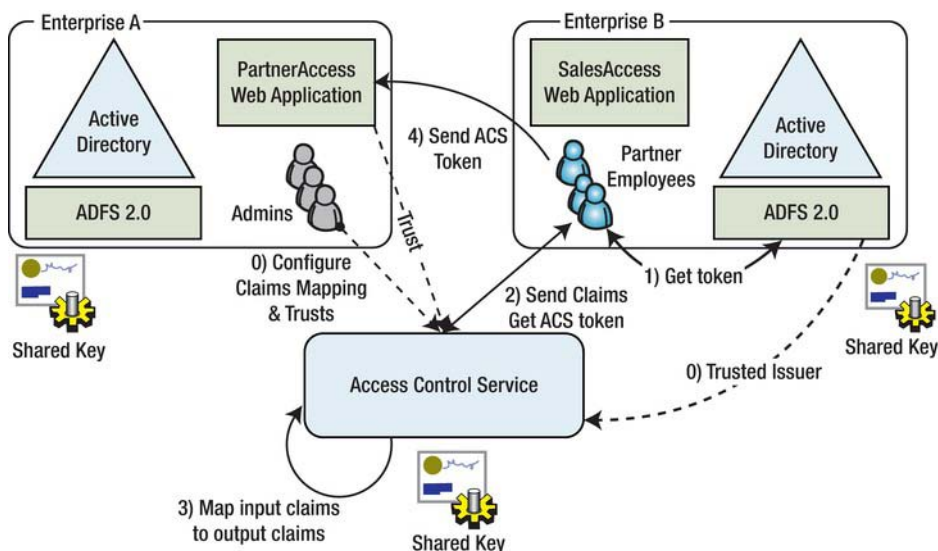 Enterprise A
Active
Directory
ADFS 2.0
PartnerAccess
Web Application
Admins
Enterprise B
SalesAccess
Web Application
Partner
Employees
Active
Directory
ADFS 2.0
4) Send ACS
Token
Trust
0) Configure
Claims Mapping
& Trusts
1) Get token
2) Send Claims
Get ACS token
0) Trusted Issuer
Shared Key
Shared Key
Access Control Service
3) Map input claims
to output claims
Shared Key